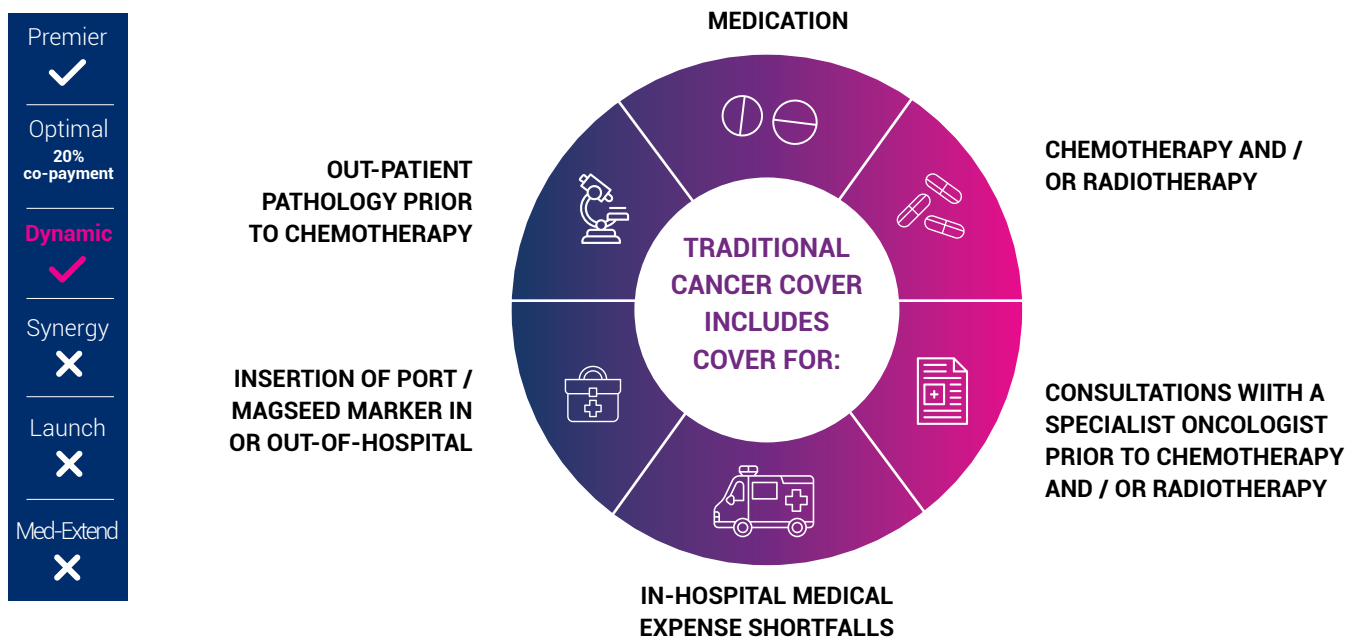 Premier
Optimal
20%
co-payment
Dynamic
Synergy
Launch
Med-Extend
MEDICATION
CHEMOTHERAPY AND /
OR RADIOTHERAPY
CONSULTATIONS WIITH A
SPECIALIST ONCOLOGIST
PRIOR TO CHEMOTHERAPY
AND / OR RADIOTHERAPY
IN-HOSPITAL MEDICAL
EXPENSE SHORTFALLS
INSERTION OF PORT /
MAGSEED MARKER IN
OR OUT-OF-HOSPITAL
OUT-PATIENT
PATHOLOGY PRIOR
TO CHEMOTHERAPY
TRADITIONAL
CANCER COVER
INCLUDES
COVER FOR: